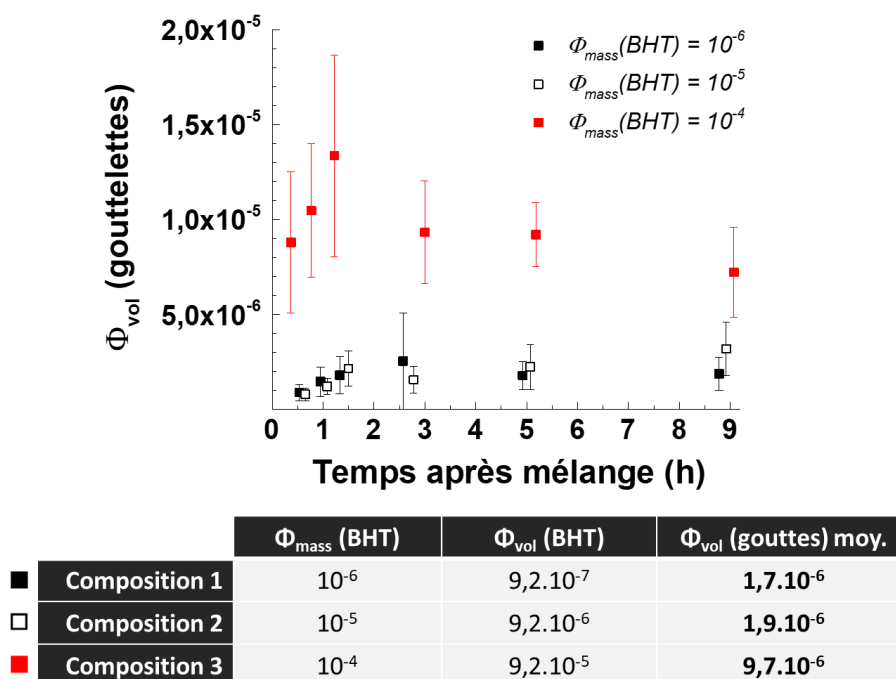 2,0x10⁻⁵
1,5x10⁻⁵
1,0x10⁻⁵
5,0x10⁻⁶
Φvol (gouttelettes)
Φmass(BHT) = 10⁻⁶
Φmass(BHT) = 10⁻⁵
Φmass(BHT) = 10⁻⁴
0 1 2 3 4 5 6 7 8 9
Temps après mélange (h)
Φmass (BHT) Φvol (BHT) Φvol (gouttes) moy.
Composition 1 10⁻⁶ 9,2.10⁻⁷ 1,7.10⁻⁶
Composition 2 10⁻⁵ 9,2.10⁻⁶ 1,9.10⁻⁶
Composition 3 10⁻⁴ 9,2.10⁻⁵ 9,7.10⁻⁶